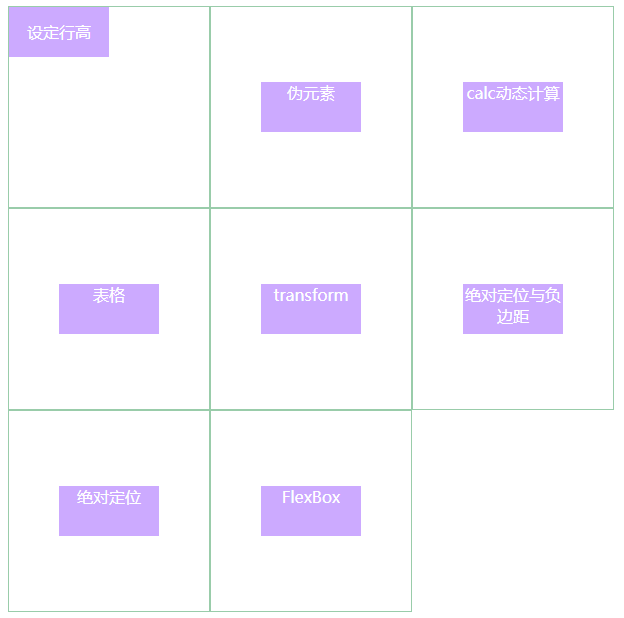 设定行高
伪元素
calc动态计算
表格
transform
绝对定位与负
边距
绝对定位
FlexBox